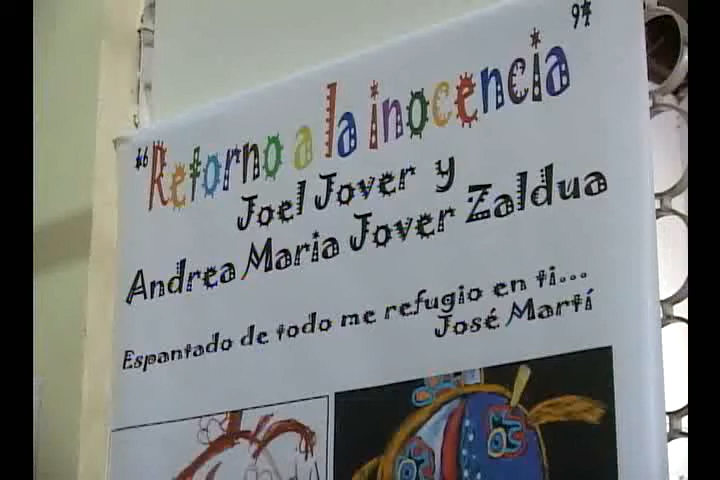 "Retorno a la inocencia"
Joel Jover y
Andrea Maria Jover Zaldua
Espantado de todo me refugio en ti...
José Martí